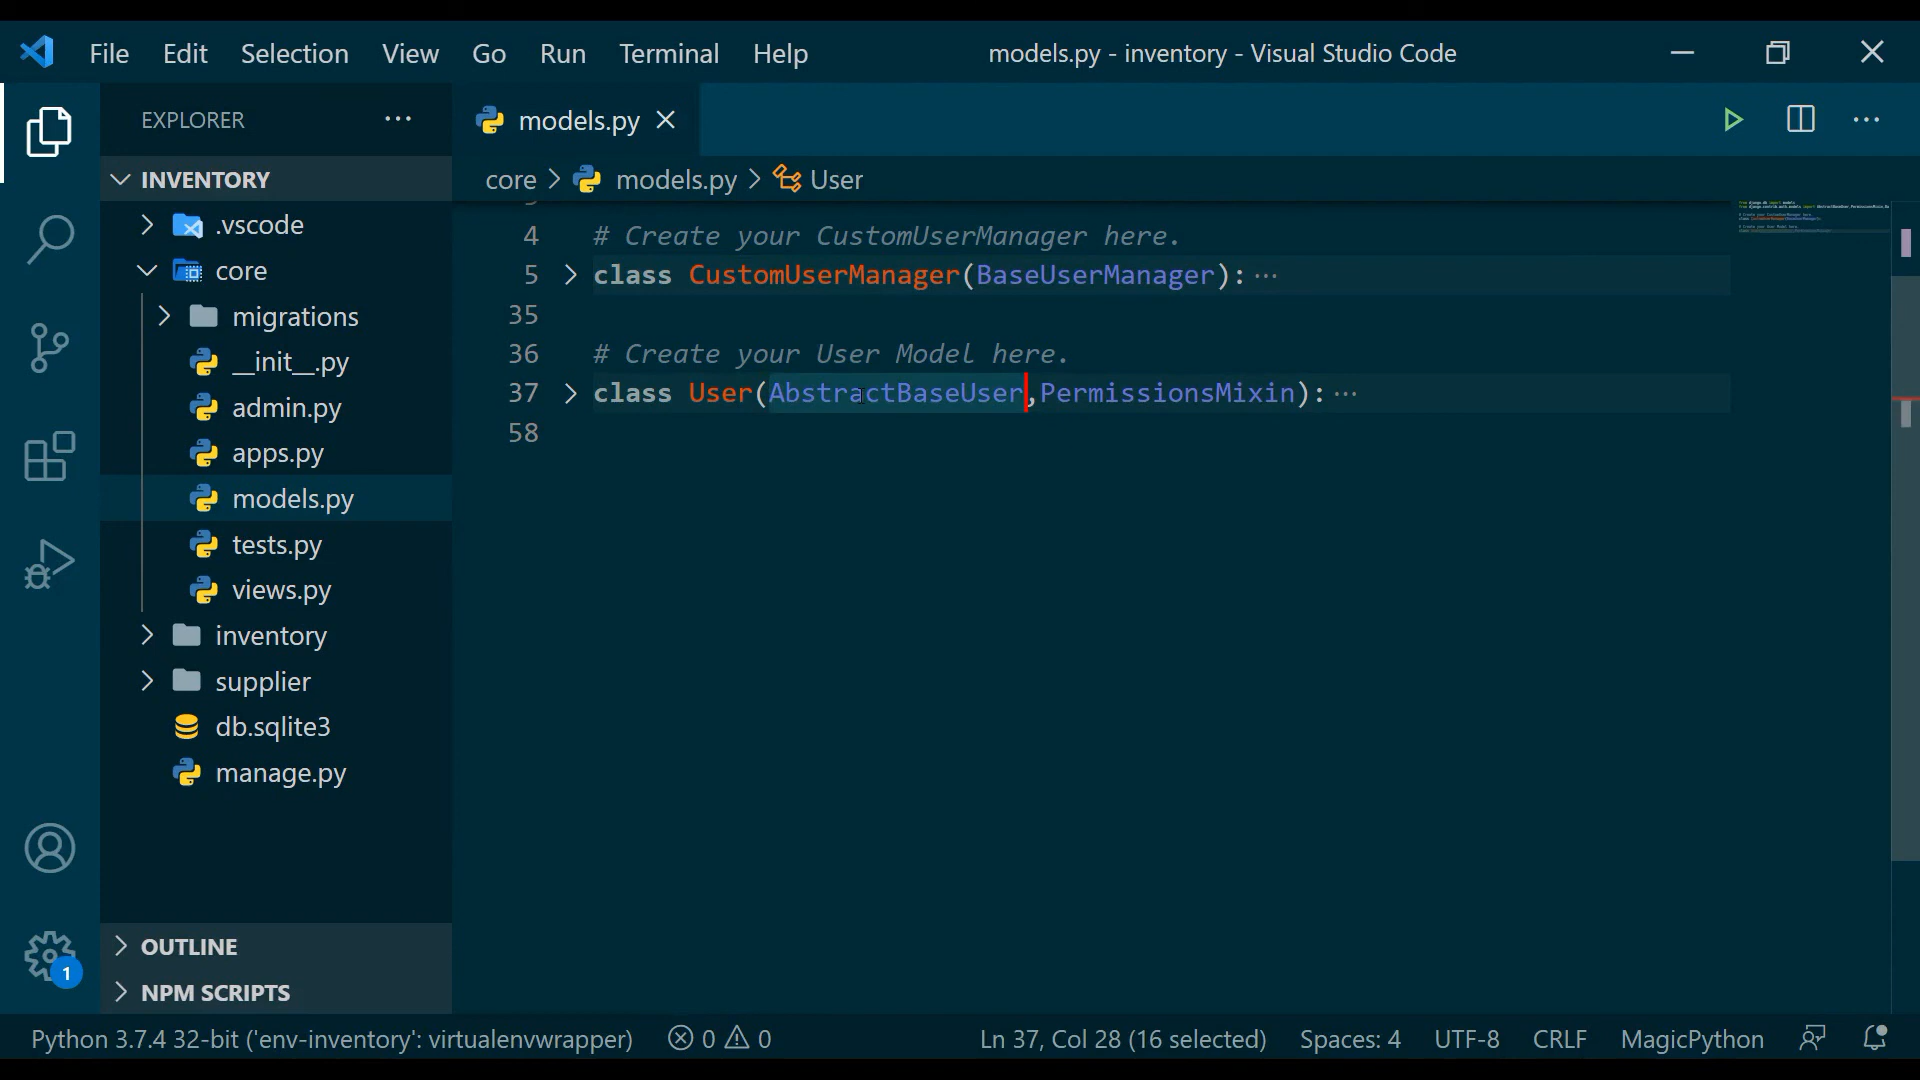 File Edit Selection View Go Run Terminal Help models.py - inventory - Visual Studio Code
EXPLORER
models.py
INVENTORY
core > models.py > User
.vscode
core
migrations
__init__.py
admin.py
apps.py
models.py
tests.py
views.py
inventory
supplier
db.sqlite3
manage.py
OUTLINE
NPM SCRIPTS
4 # Create your CustomUserManager here.
5 class CustomUserManager(BaseUserManager):
35
36 # Create your User Model here.
37 class User(AbstractBaseUser,PermissionsMixin):
58
1
Python 3.7.4 32-bit ('env-inventory': virtualenvwrapper) 0 0 Ln 37, Col 28 (16 selected) Spaces: 4 UTF-8 CRLF MagicPython